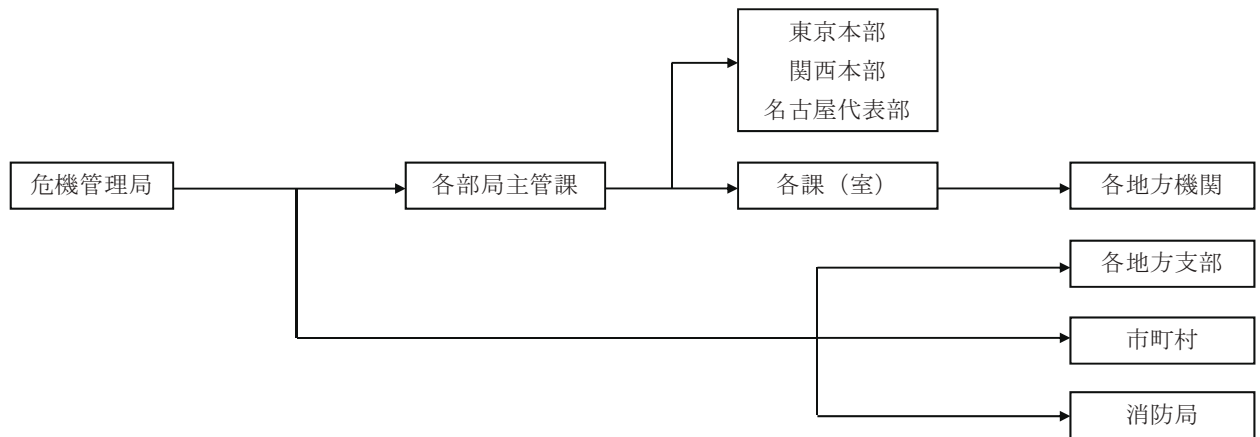 東京本部
関西本部
名古屋代表部
危機管理局
各部局主管課
各課（室）
各地方機関
各地方支部
市町村
消防局